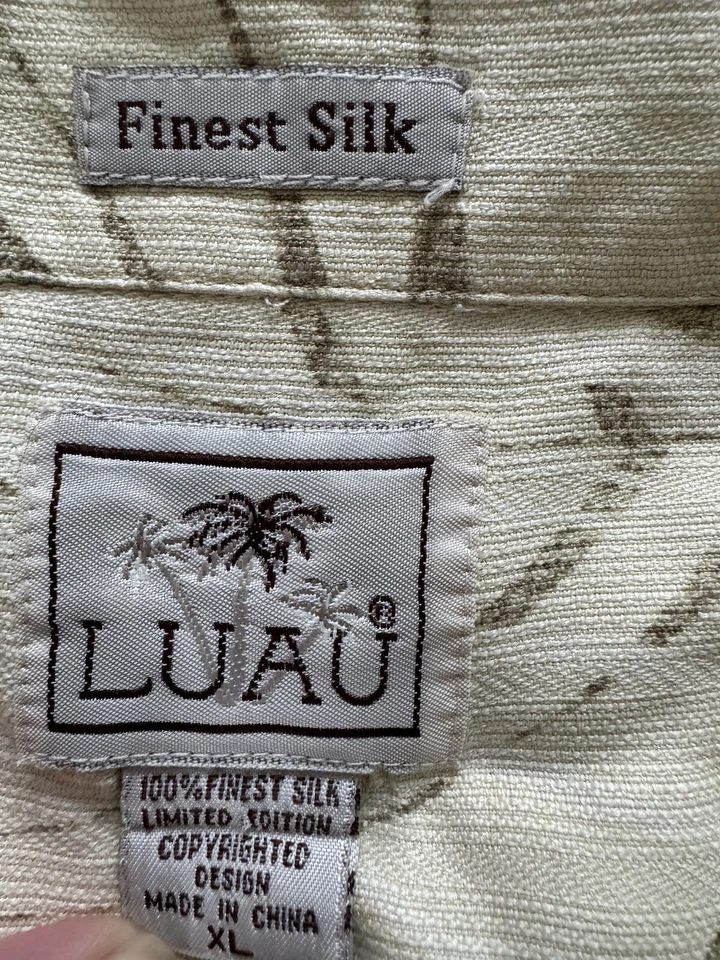 Finest Silk
LUAU®
100% FINEST SILK
LIMITED EDITION
COPYRIGHTED
DESIGN
MADE IN CHINA
XL